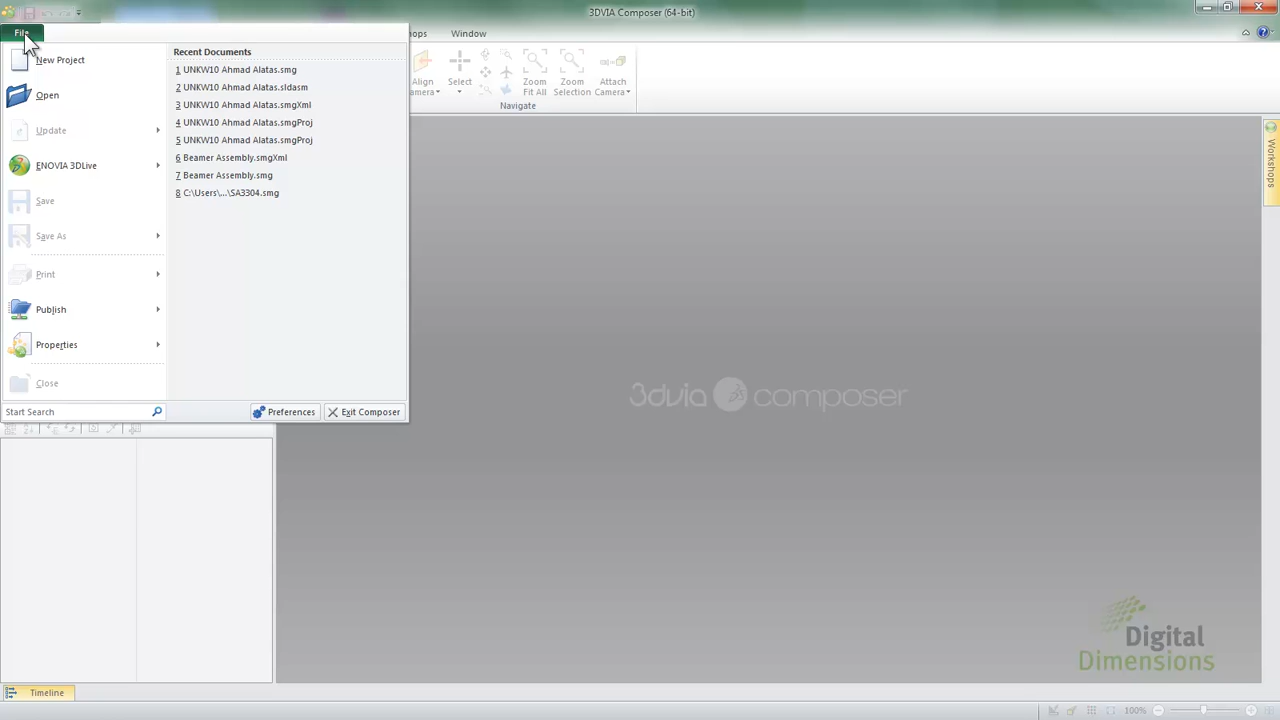 3DVIA Composer (64-bit)
File
Window
New Project
Open
Update
ENOVIA 3DLive
Save
Save As
Print
Publish
Properties
Close
Start Search
Recent Documents
1 UNKW10 Ahmad Alatas.smg
2 UNKW10 Ahmad Alatas.sldasm
3 UNKW10 Ahmad Alatas.smgXml
4 UNKW10 Ahmad Alatas.smgProj
5 UNKW10 Ahmad Alatas.smgProj
6 Beamer Assembly.smgXml
7 Beamer Assembly.smg
8 C:\Users\...\SA3304.smg
Preferences
Exit Composer
Align
Camera
Select
Zoom
Fit All
Zoom
Selection
Attach
Camera
Navigate
Workshops
3dvia composer
Digital
Dimensions
Timeline
100%